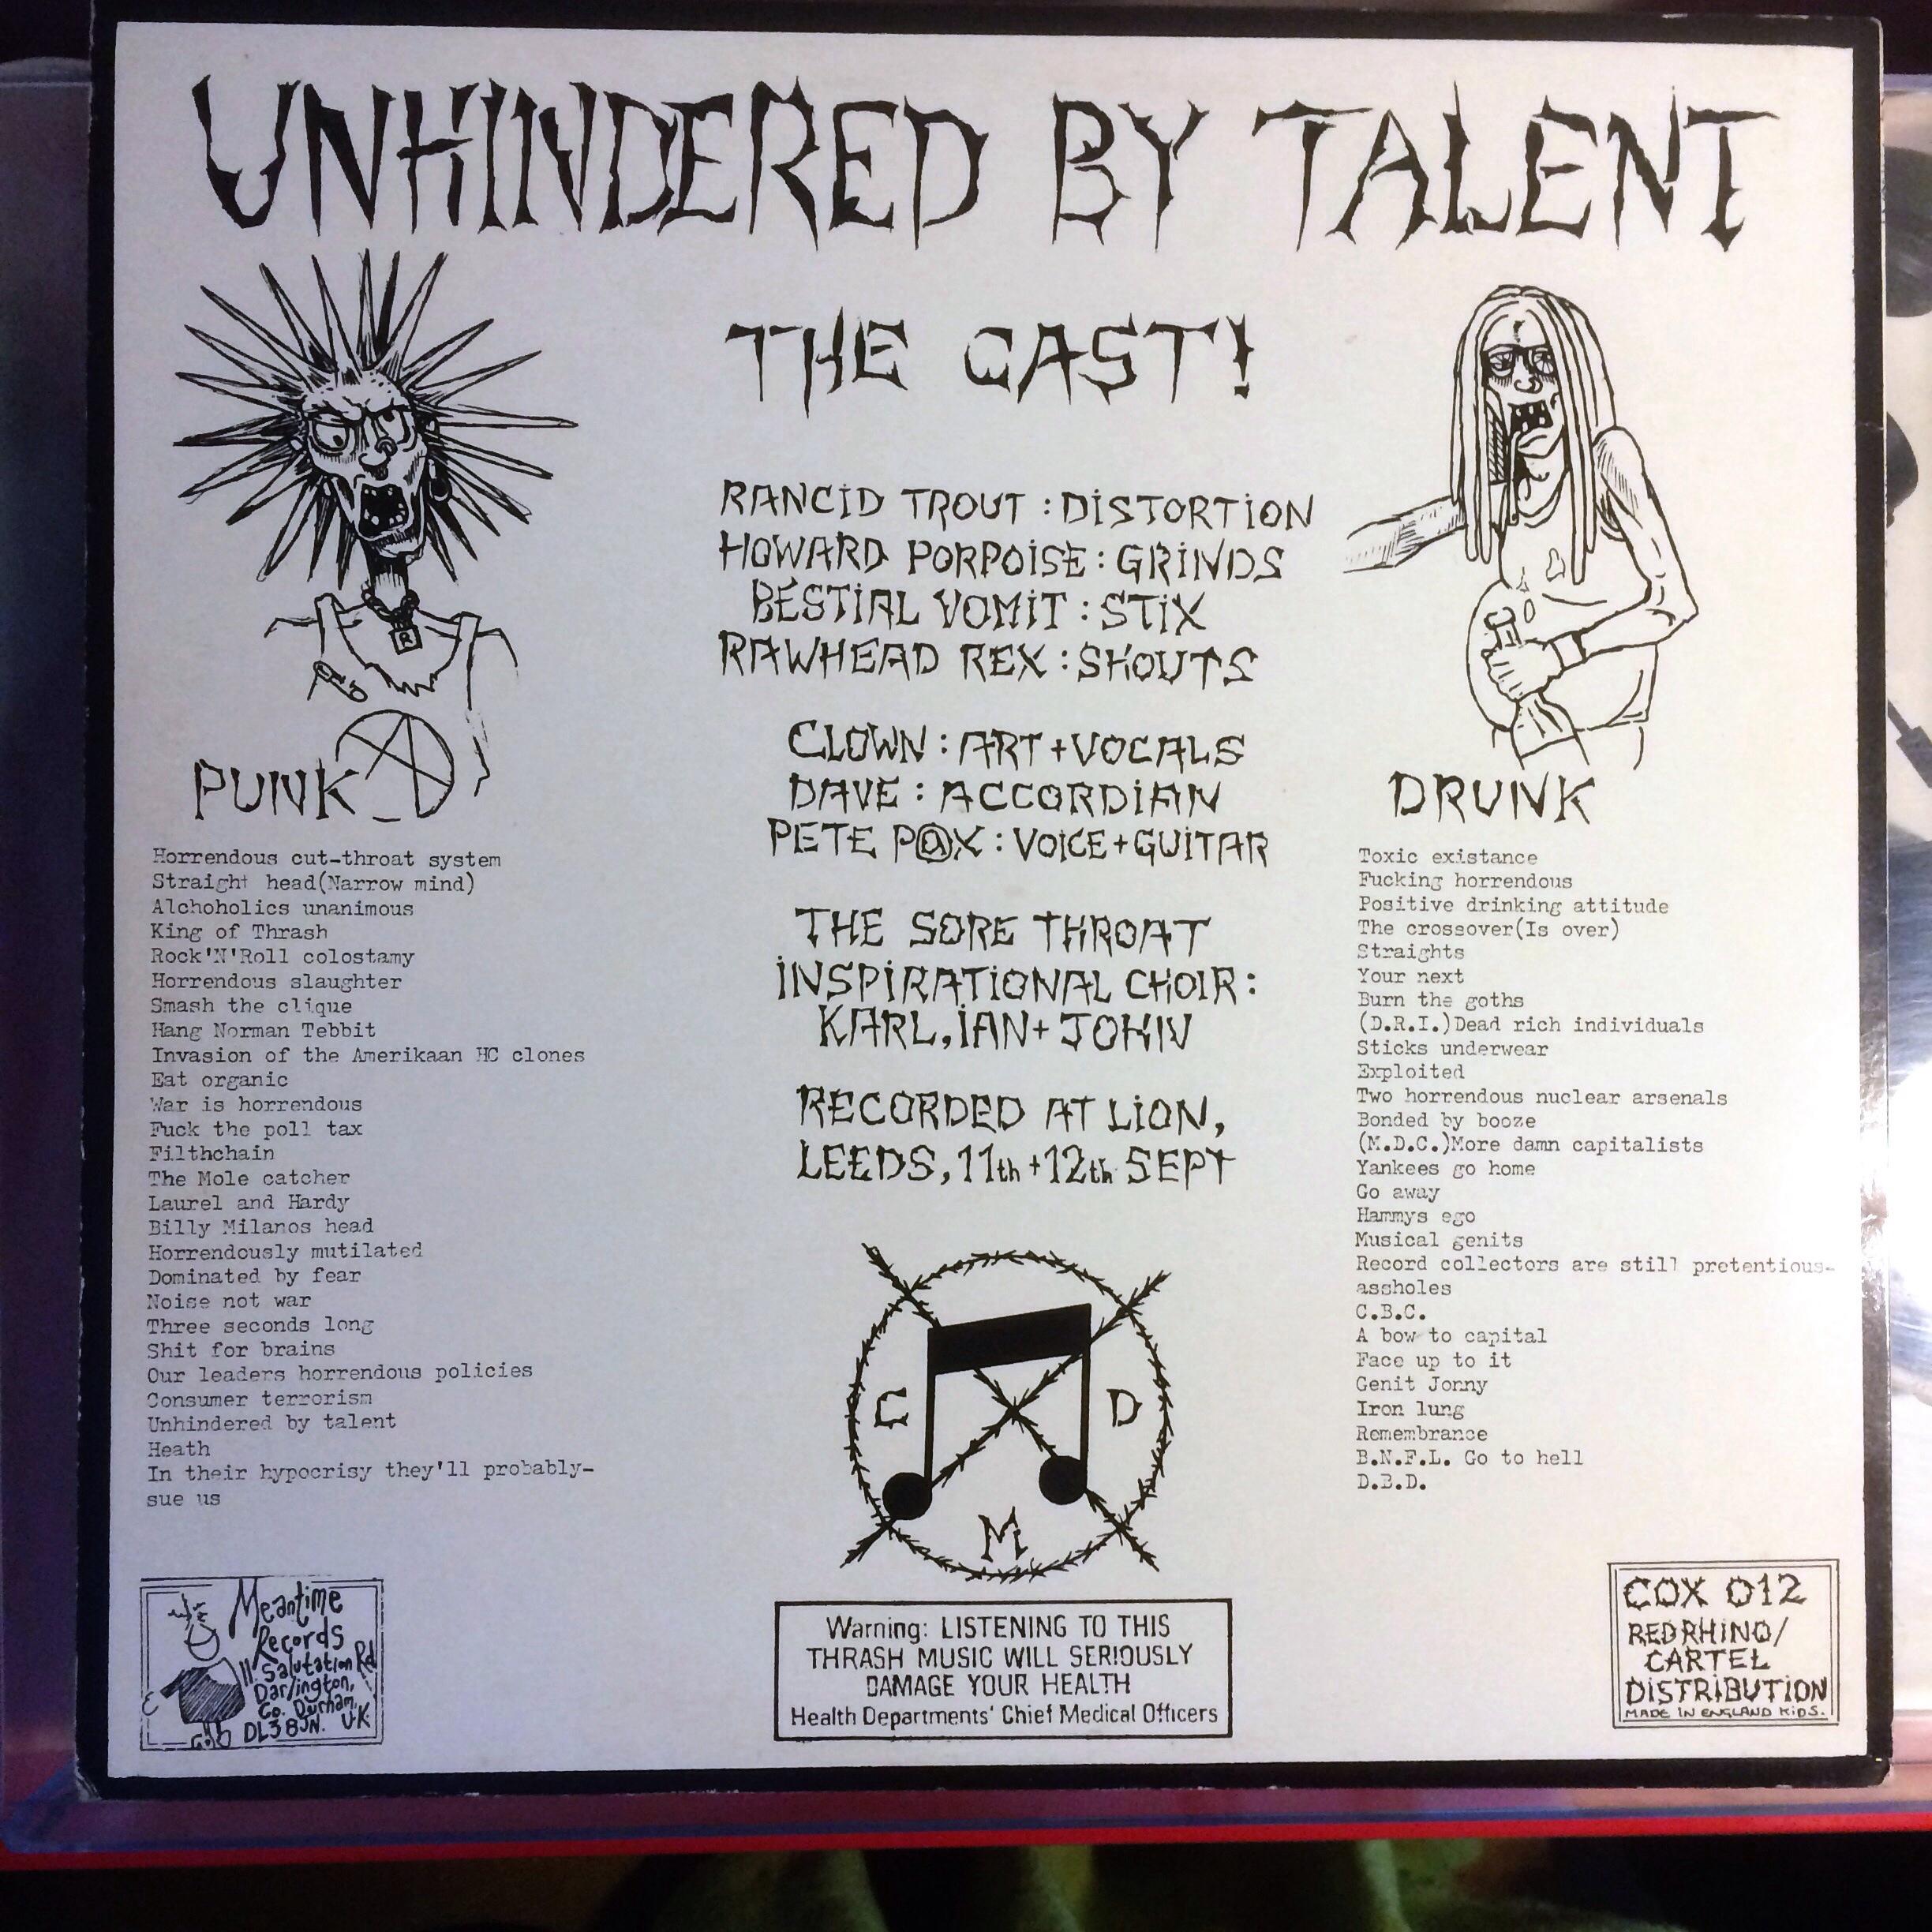 UNHINDERED BY TALENT
THE CAST!
RANCID TROUT : DISTORTION
HOWARD PORPOISE : GRINDS
BESTIAL VOMIT : STIX
RAWHEAD REX : SHOUTS
CLOWN : ART + VOCALS
DAVE : ACCORDIAN
PETE P@X : VOICE + GUITAR
THE SORE THROAT
INSPIRATIONAL CHOIR :
KARL, IAN + JOHN
RECORDED AT LION,
LEEDS, 11th + 12th SEPT
R
PUNK
Horrendous cut-throat system
Straight head(Narrow mind)
Alchoholics unanimous
King of Thrash
Rock'N'Roll colostamy
Horrendous slaughter
Smash the clique
Hang Norman Tebbit
Invasion of the Amerikaan HC clones
Eat organic
War is horrendous
Fuck the poll tax
Filthchain
The Mole catcher
Laurel and Hardy
Billy Milanos head
Horrendously mutilated
Dominated by fear
Noise not war
Three seconds long
Shit for brains
Our leaders horrendous policies
Consumer terrorism
Unhindered by talent
Heath
In their hypocrisy they'll probably-
sue us
DRUNK
Toxic existance
Fucking horrendous
Positive drinking attitude
The crossover(Is over)
Straights
Your next
Burn the goths
(D.R.I.)Dead rich individuals
Sticks underwear
Exploited
Two horrendous nuclear arsenals
Bonded by booze
(M.D.C.)More damn capitalists
Yankees go home
Go away
Hammys ego
Musical genits
Record collectors are still pretentious-
assholes
C.B.C.
A bow to capital
Face up to it
Genit Jonny
Iron lung
Remembrance
B.N.F.L. Go to hell
D.B.D.
C D
M
Meantime
Records
11 Salutation Rd
Darlington,
Co. Durham,
DL3 8JN. UK
Warning: LISTENING TO THIS
THRASH MUSIC WILL SERIOUSLY
DAMAGE YOUR HEALTH
Health Departments' Chief Medical Officers
COX 012
RED RHINO/
CARTEL
DISTRIBUTION
MADE IN ENGLAND KIDS.